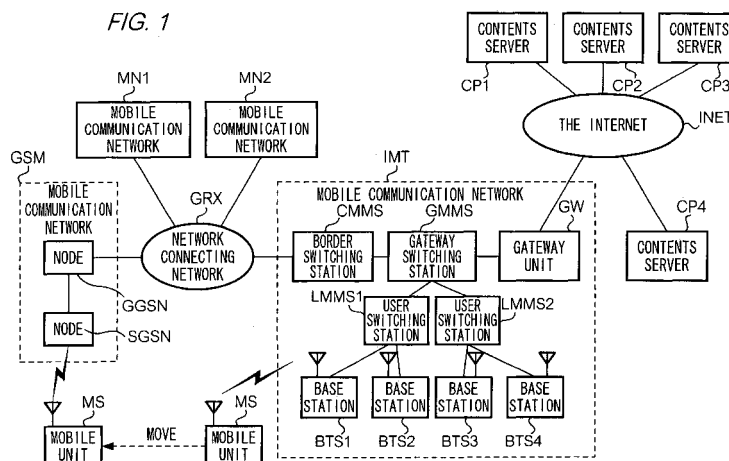 FIG. 1
CONTENTS
SERVER
CONTENTS
SERVER
CONTENTS
SERVER
CP1
CP2
CP3
MN1
MN2
MOBILE
COMMUNICATION
NETWORK
MOBILE
COMMUNICATION
NETWORK
THE INTERNET
INET
GSM
IMT
MOBILE
COMMUNICATION
NETWORK
GRX
MOBILE COMMUNICATION NETWORK
CMMS
GMMS
GW
CP4
NODE
NETWORK
CONNECTING
NETWORK
BORDER
SWITCHING
STATION
GATEWAY
SWITCHING
STATION
GATEWAY
UNIT
CONTENTS
SERVER
GGSN
LMMS1
USER
SWITCHING
STATION
USER
SWITCHING
STATION
LMMS2
NODE
SGSN
BASE
STATION
BASE
STATION
BASE
STATION
BASE
STATION
MS
MS
MOBILE
UNIT
MOVE
MOBILE
UNIT
BTS1
BTS2
BTS3
BTS4